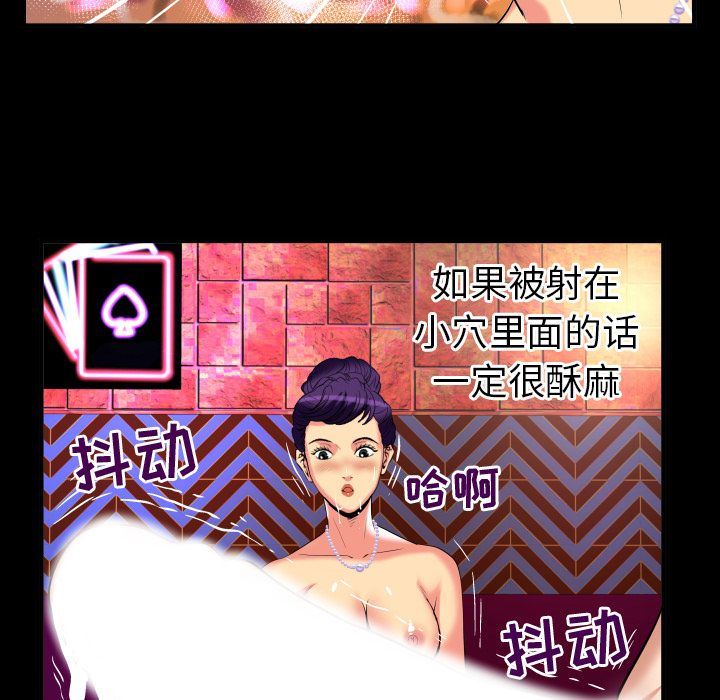 如果被射在
小穴里面的话
一定很酥麻
抖动
哈啊
抖动